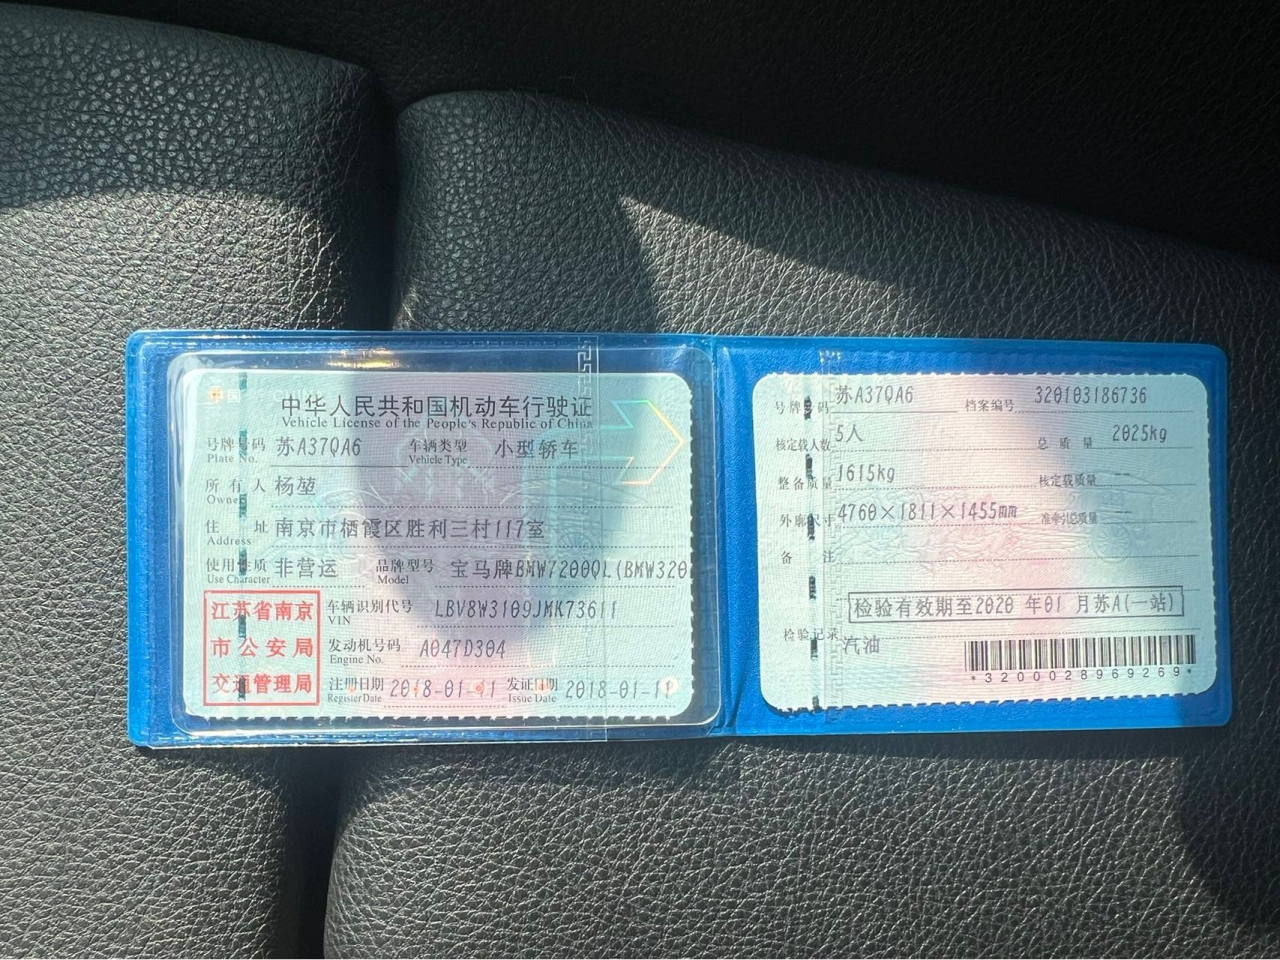 中国 CHINA
中华人民共和国机动车行驶证
Vehicle License of the People's Republic of China
号牌号码 苏A37QA6 车辆类型 小型轿车
Plate No. Vehicle Type
所有人 杨堃
Owner
住址 南京市栖霞区胜利三村117室
Address
使用性质 非营运 品牌型号 宝马牌BMW7200QL(BMW320
Use Character Model
江苏省南京
市公安局
交通管理局
车辆识别代号 LBV8W3109JMK73611
VIN
发动机号码 A047D304
Engine No.
注册日期 2018-01-11 发证日期 2018-01-11
Register Date Issue Date
号牌号码 苏A37QA6 档案编号 320103186736
核定载人数 5人 总质量 2025kg
整备质量 1615kg 核定载质量 --
外廓尺寸 4760×1811×1455mm 准牵引总质量 --
备注
检验有效期至2020年01月苏A(一站)
检验记录
汽油
*3200028969269*